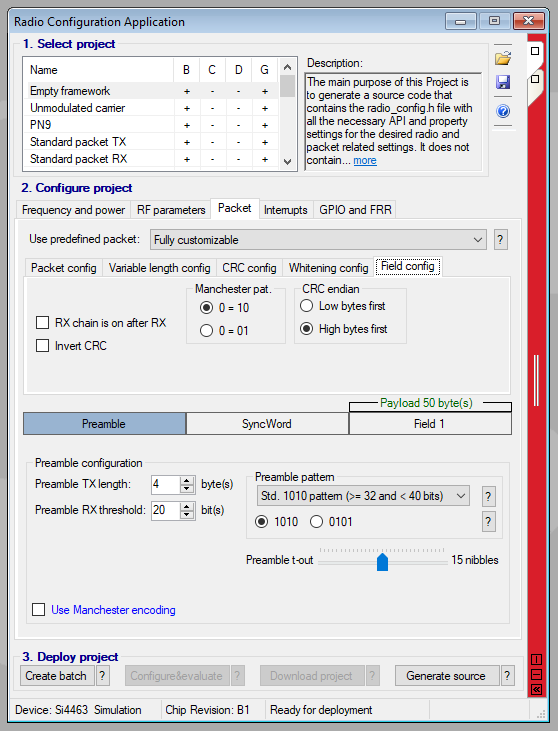 Radio Configuration Application
1. Select project
Name B C D G
Empty framework + - - +
Unmodulated carrier + - - +
PN9 + - - +
Standard packet TX + - - +
Standard packet RX + - - +
Description:
The main purpose of this Project is
to generate a source code that
contains the radio_config.h file with
all the necessary API and property
settings for the desired radio and
packet related settings. It does not
contain... more
2. Configure project
Frequency and power RF parameters Packet Interrupts GPIO and FRR
Use predefined packet: Fully customizable ?
Packet config Variable length config CRC config Whitening config Field config
RX chain is on after RX
Invert CRC
Manchester pat.
0 = 10
0 = 01
CRC endian
Low bytes first
High bytes first
Payload 50 byte(s)
Preamble SyncWord Field 1
Preamble configuration
Preamble TX length: 4 byte(s)
Preamble RX threshold: 20 bit(s)
Preamble pattern
Std. 1010 pattern (>= 32 and < 40 bits) ?
1010 0101 ?
Preamble t-out 15 nibbles
Use Manchester encoding
3. Deploy project
Create batch ? Configure&evaluate ? Download project ? Generate source ?
Device: Si4463 Simulation Chip Revision: B1 Ready for deployment